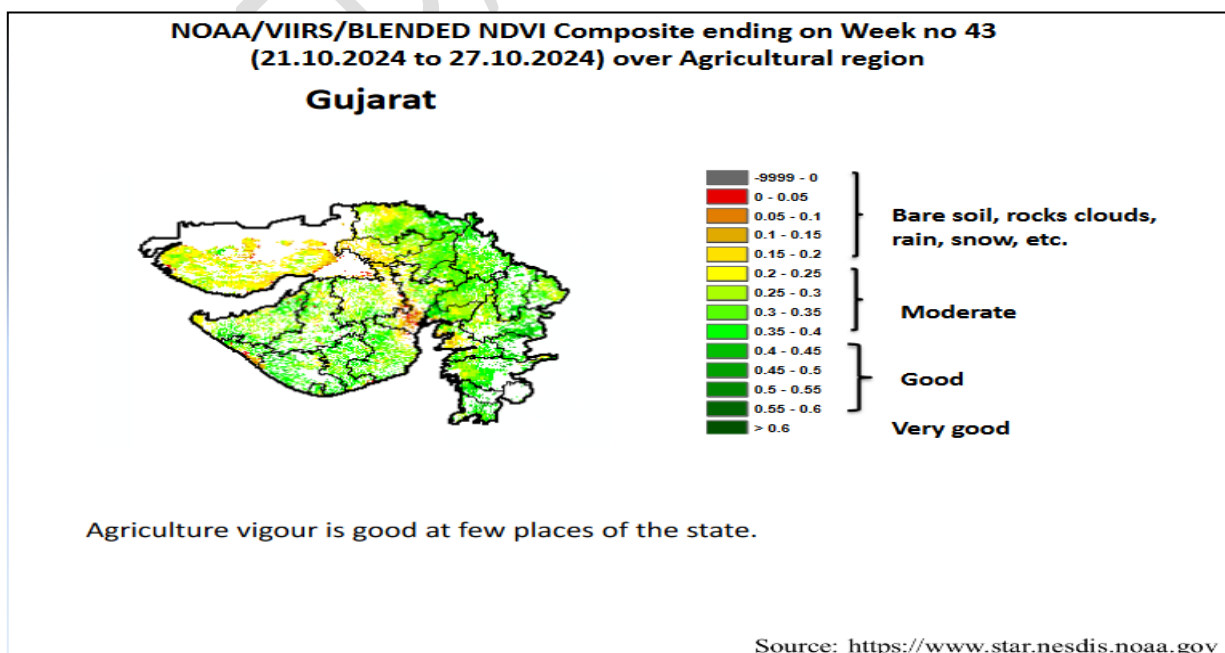 NOAA/VIIRS/BLENDED NDVI Composite ending on Week no 43
(21.10.2024 to 27.10.2024) over Agricultural region
Gujarat
-9999 - 0
0 - 0.05
0.05 - 0.1
0.1 - 0.15
0.15 - 0.2
Bare soil, rocks clouds,
rain, snow, etc.
0.2 - 0.25
0.25 - 0.3
0.3 - 0.35
0.35 - 0.4
Moderate
0.4 - 0.45
0.45 - 0.5
0.5 - 0.55
0.55 - 0.6
Good
> 0.6
Very good
Agriculture vigour is good at few places of the state.
Source: https://www.star.nesdis.noaa.gov